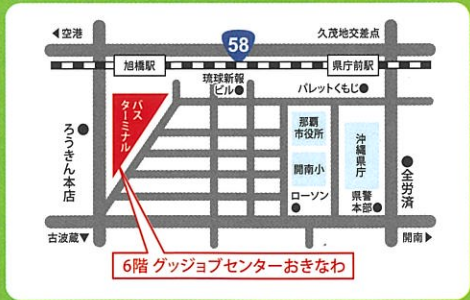 ◀空港
58
久茂地交差点
旭橋駅
県庁前駅
琉球新報
ビル●
パレットくもじ●
バス
ターミナル
ろうきん本店
那覇
市役所
開南小
沖縄県庁
ローソン
県警
本部●
全労済
古波蔵▼
開南▶
6階 グッジョブセンターおきなわ